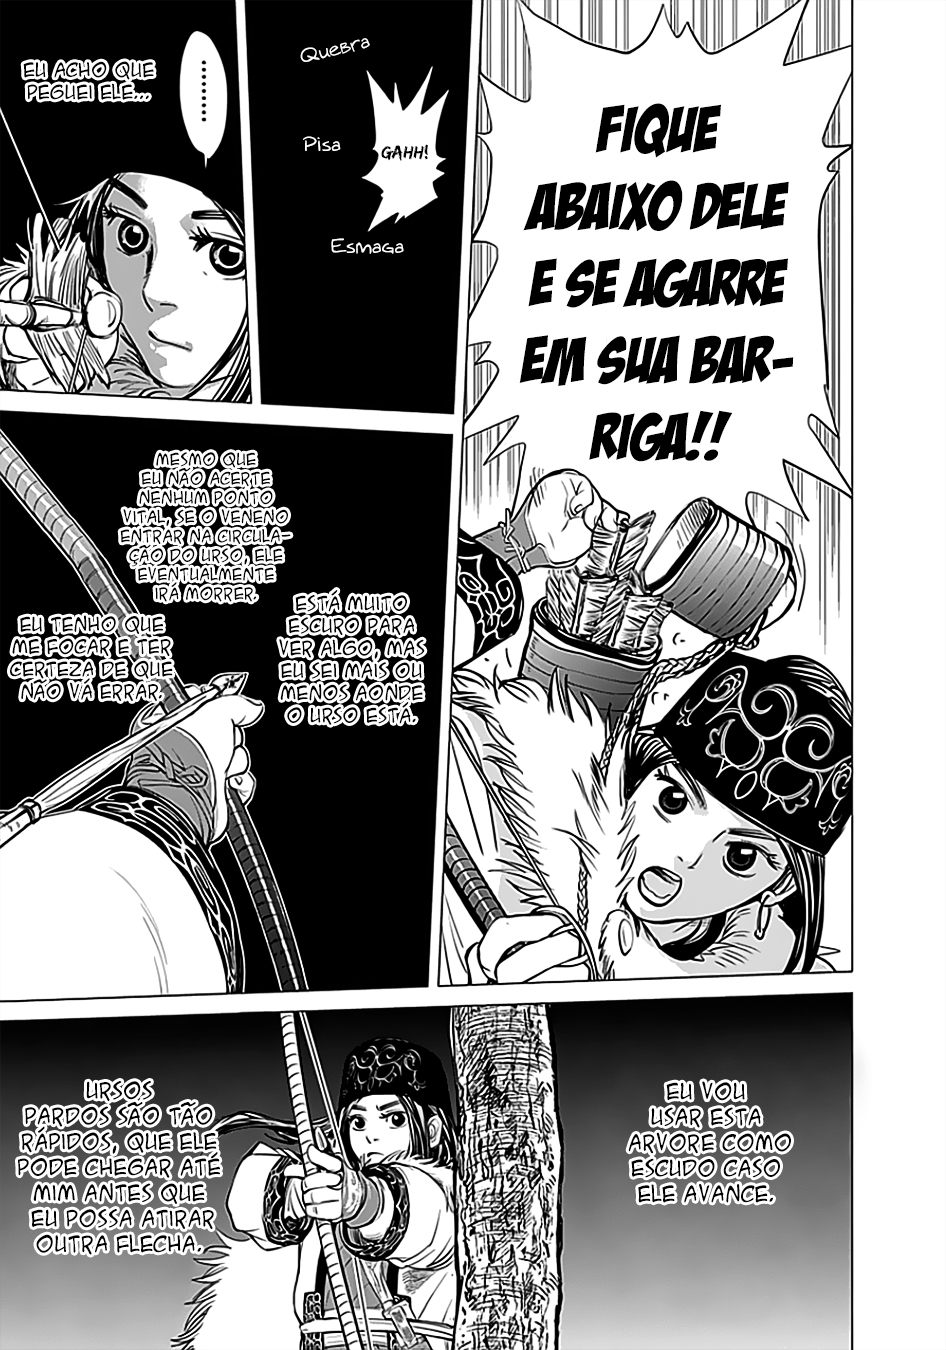 FIQUE
ABAIXO DELE
E SE AGARRE
EM SUA BAR-
RIGA!!
Quebra
GAHH!
Pisa
Esmaga
.........
EU ACHO QUE
PEGUEI ELE...
ESTÁ MUITO
ESCURO PARA
VER ALGO, MAS
EU SEI MAIS OU
MENOS AONDE
O URSO ESTÁ.
MESMO QUE
EU NÃO ACERTE
NENHUM PONTO
VITAL, SE O VENENO
ENTRAR NA CIRCULA-
ÇÃO DO URSO, ELE
EVENTUALMENTE
IRÁ MORRER.
EU TENHO QUE
ME FOCAR E TER
CERTEZA DE QUE
NÃO VÁ ERRAR.
EU VOU
USAR ESTA
ARVORE COMO
ESCUDO CASO
ELE AVANCE.
URSOS
PARDOS SÃO TÃO
RÁPIDOS, QUE ELE
PODE CHEGAR ATÉ
MIM ANTES QUE
EU POSSA ATIRAR
OUTRA FLECHA.